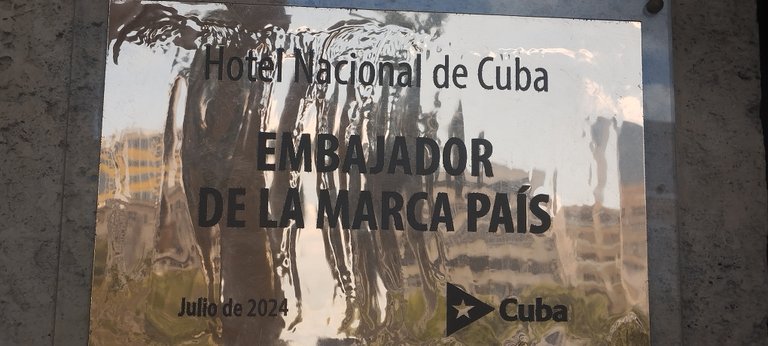 Hotel Nacional de Cuba
EMBAJADOR
DE LA MARCA PAÍS
Julio de 2024
Cuba